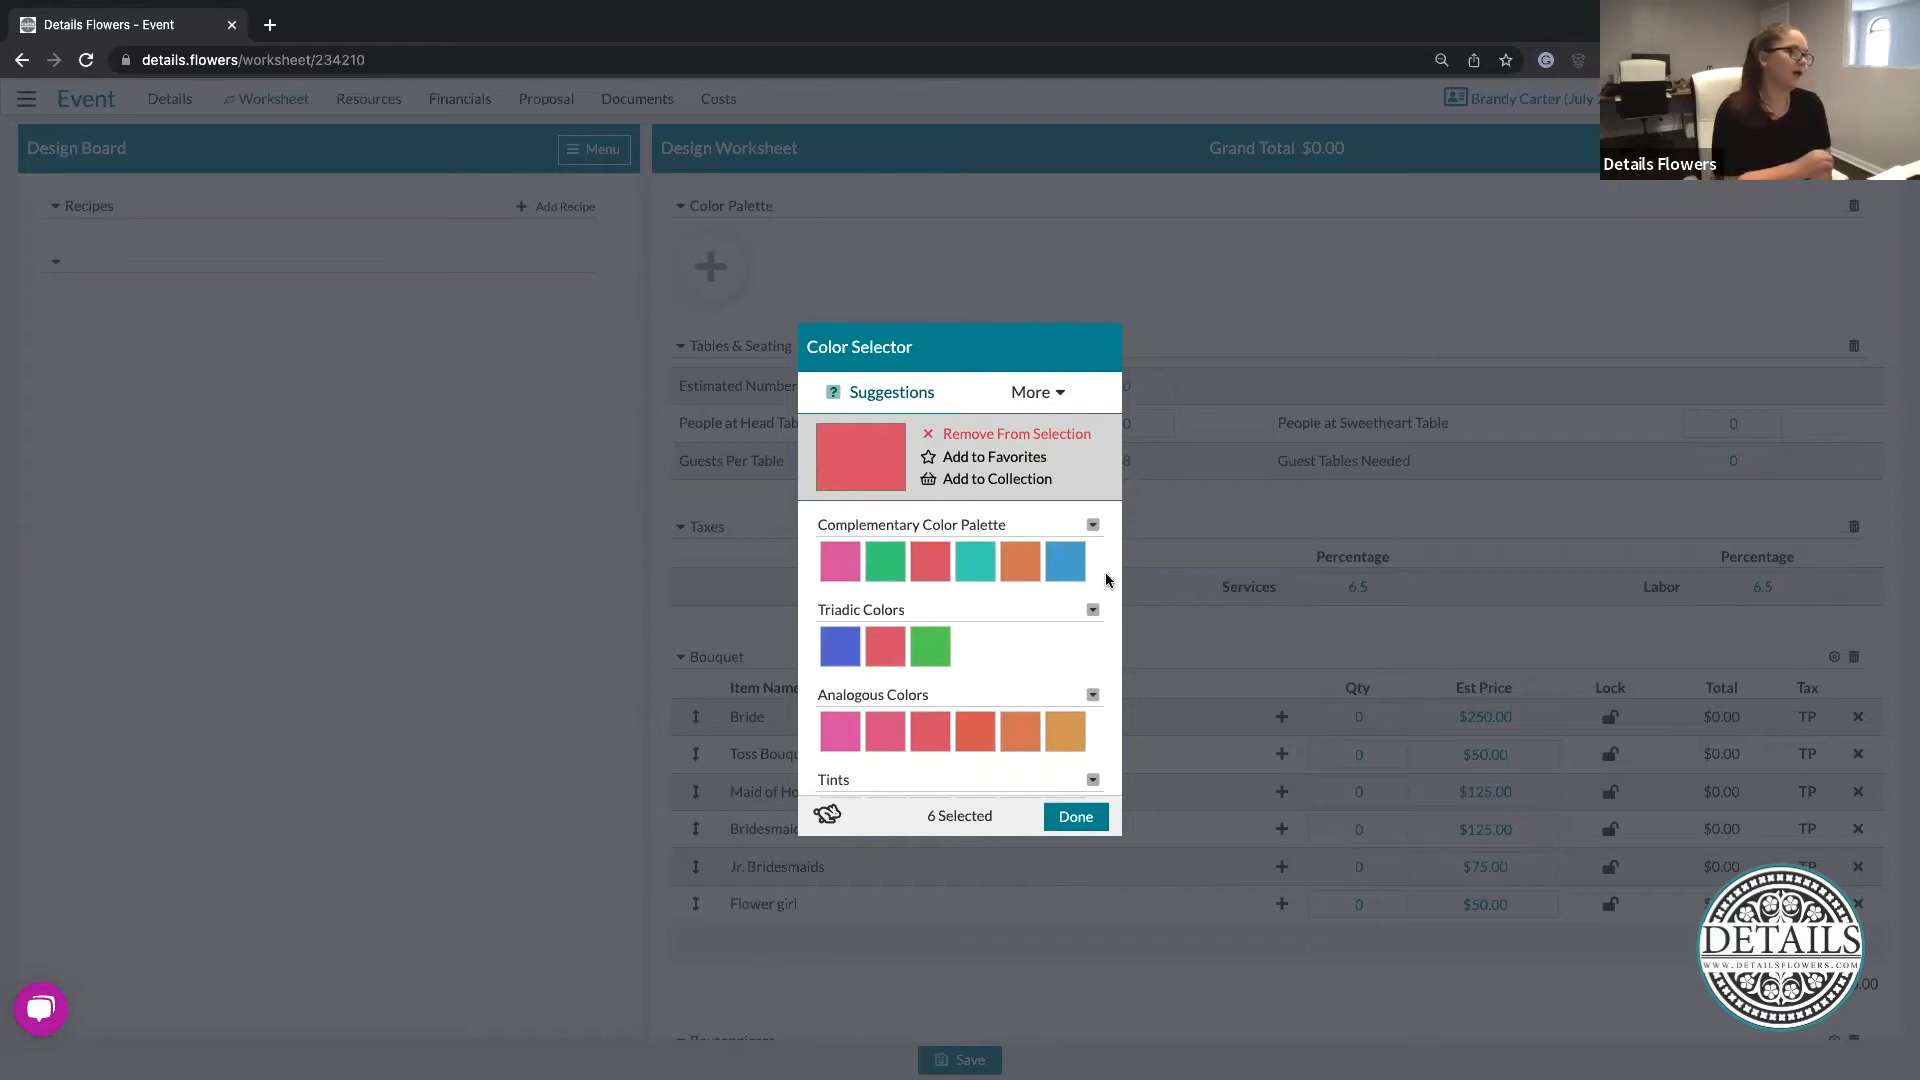 Details Flowers - Event
details.flowers/worksheet/234210
Event
Details
Worksheet
Resources
Financials
Proposal
Documents
Costs
Brandy Carter (July
Details Flowers
Design Board
Menu
Design Worksheet
Grand Total $0.00
Recipes
Add Recipe
Color Palette
Tables & Seating
Estimated Number
People at Head Tab
0
People at Sweetheart Table
0
Guests Per Table
8
Guest Tables Needed
0
Taxes
Percentage
Percentage
Services
6.5
Labor
6.5
Bouquet
Item Name
Qty
Est Price
Lock
Total
Tax
Bride
0
$250.00
$0.00
TP
Toss Bouqu
0
$50.00
$0.00
TP
Maid of Ho
0
$125.00
$0.00
TP
Bridesmaid
0
$125.00
$0.00
TP
Jr. Bridesmaids
0
$75.00
$0.00
TP
Flower girl
0
$50.00
Color Selector
? Suggestions
More
Remove From Selection
Add to Favorites
Add to Collection
Complementary Color Palette
Triadic Colors
Analogous Colors
Tints
6 Selected
Done
DETAILS
WWW.DETAILSFLOWERS.COM
.00
Save